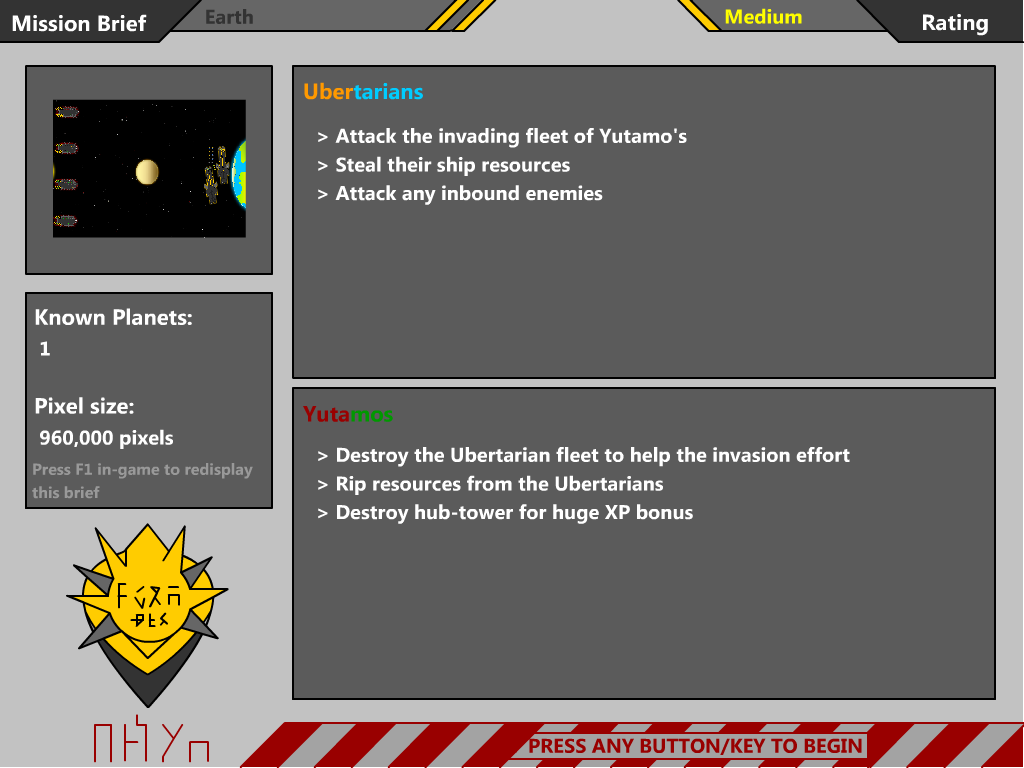 Mission Brief
Earth
Medium
Rating
Ubertarians
> Attack the invading fleet of Yutamo's
> Steal their ship resources
> Attack any inbound enemies
Known Planets:
1
Pixel size:
960,000 pixels
Press F1 in-game to redisplay
this brief
Yutamos
> Destroy the Ubertarian fleet to help the invasion effort
> Rip resources from the Ubertarians
> Destroy hub-tower for huge XP bonus
PRESS ANY BUTTON/KEY TO BEGIN